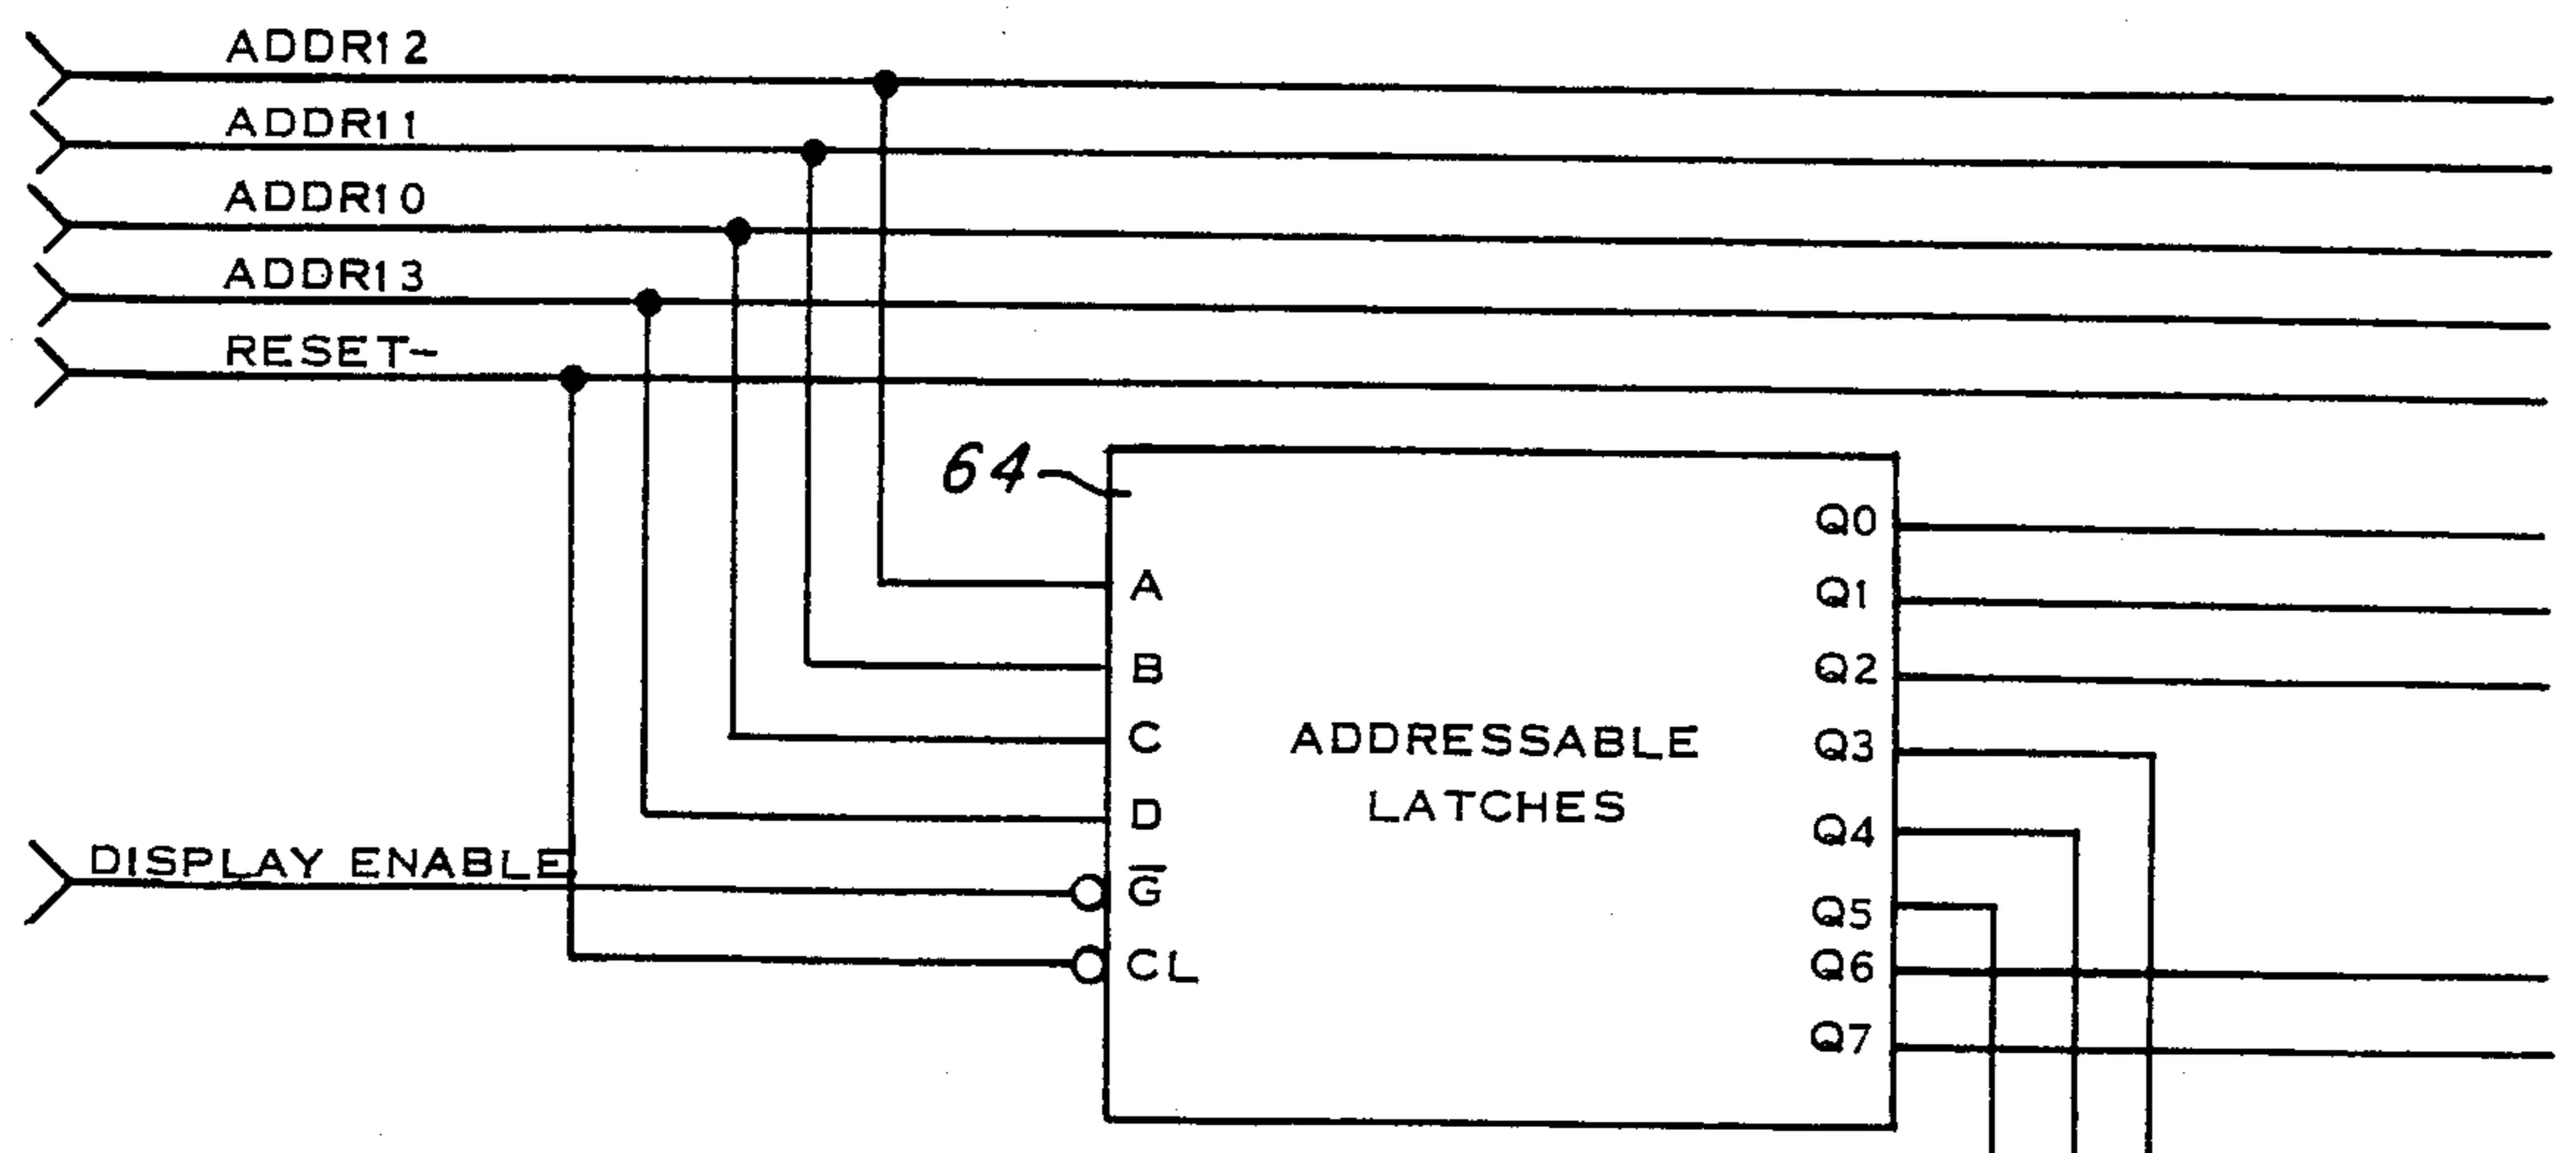 ADDR12
ADDR11
ADDR10
ADDR13
RESET-
64
A
B
C
D
DISPLAY ENABLE
G̅
CL
ADDRESSABLE
LATCHES
Q0
Q1
Q2
Q3
Q4
Q5
Q6
Q7